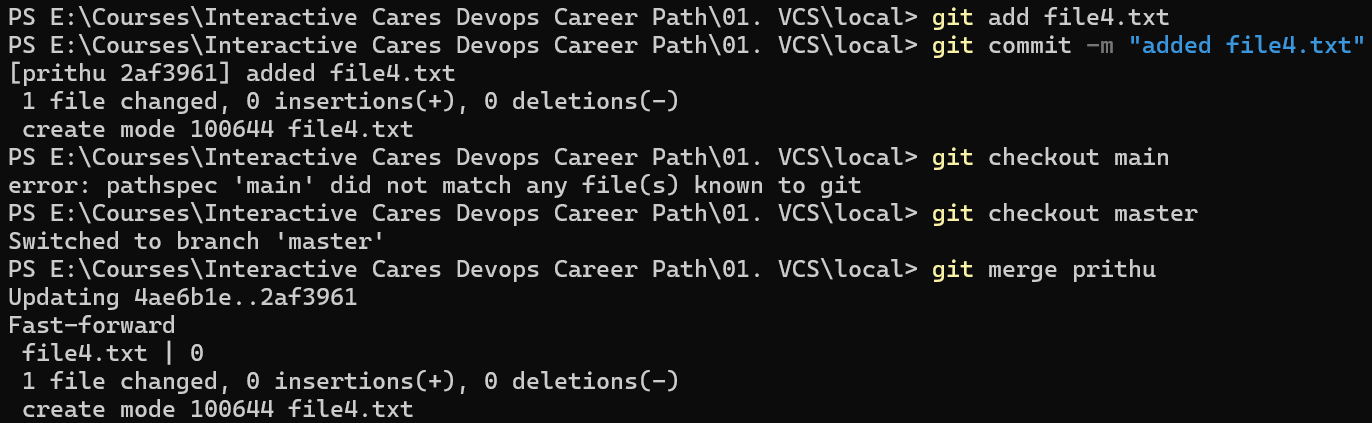 PS E:\Courses\Interactive Cares Devops Career Path\01. VCS\local> git add file4.txt
PS E:\Courses\Interactive Cares Devops Career Path\01. VCS\local> git commit -m "added file4.txt"
[prithu 2af3961] added file4.txt
 1 file changed, 0 insertions(+), 0 deletions(-)
 create mode 100644 file4.txt
PS E:\Courses\Interactive Cares Devops Career Path\01. VCS\local> git checkout main
error: pathspec 'main' did not match any file(s) known to git
PS E:\Courses\Interactive Cares Devops Career Path\01. VCS\local> git checkout master
Switched to branch 'master'
PS E:\Courses\Interactive Cares Devops Career Path\01. VCS\local> git merge prithu
Updating 4ae6b1e..2af3961
Fast-forward
 file4.txt | 0
 1 file changed, 0 insertions(+), 0 deletions(-)
 create mode 100644 file4.txt